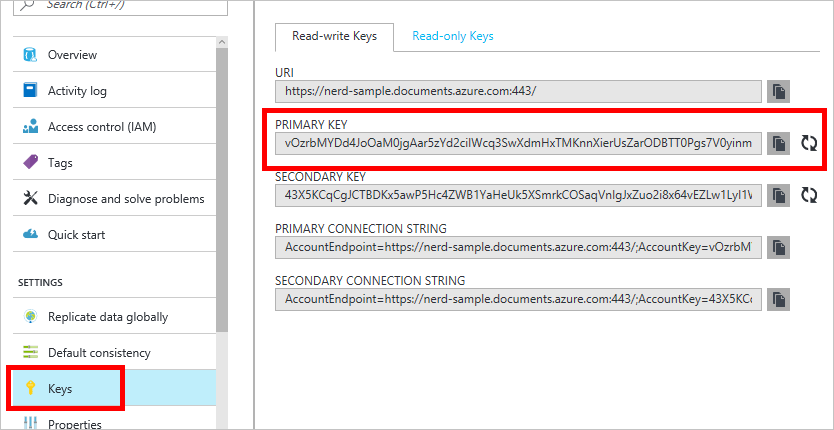 Search (Ctrl+/)
Overview
Activity log
Access control (IAM)
Tags
Diagnose and solve problems
Quick start
SETTINGS
Replicate data globally
Default consistency
Keys
Properties
Read-write Keys
Read-only Keys
URI
https://nerd-sample.documents.azure.com:443/
PRIMARY KEY
vOzrbMYDd4JoOaM0jgAar5zYd2ciIWcq3SwXdmHxTMKnnXierUsZarODBTT0Pgs7V0yinm
SECONDARY KEY
43X5KCqCgJCTBDKx5awP5Hc4ZWB1YaHeUk5XSmrkCOSaqVnIgJxZuo2i8x64vEZLw1LyI1W
PRIMARY CONNECTION STRING
AccountEndpoint=https://nerd-sample.documents.azure.com:443/;AccountKey=vOzrbM
SECONDARY CONNECTION STRING
AccountEndpoint=https://nerd-sample.documents.azure.com:443/;AccountKey=43X5KC